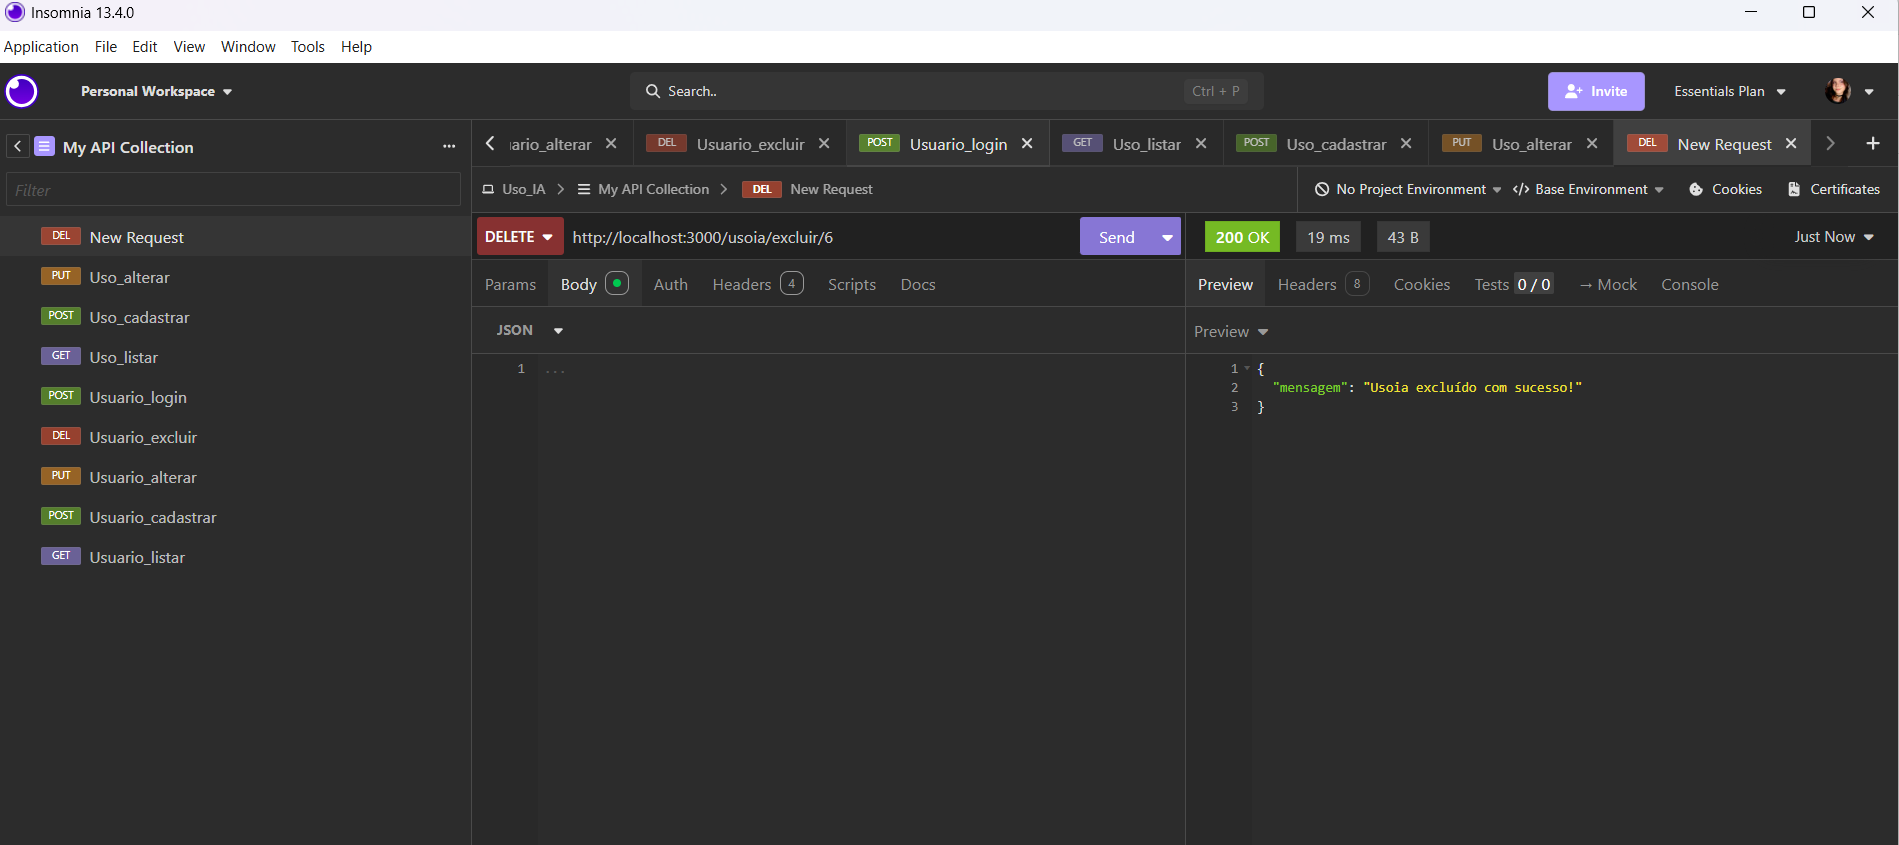 Insomnia 13.4.0
Application File Edit View Window Tools Help
Personal Workspace
Search..
Ctrl + P
Invite
Essentials Plan
My API Collection
Filter
DEL New Request
PUT Uso_alterar
POST Uso_cadastrar
GET Uso_listar
POST Usuario_login
DEL Usuario_excluir
PUT Usuario_alterar
POST Usuario_cadastrar
GET Usuario_listar
ario_alterar DEL Usuario_excluir POST Usuario_login GET Uso_listar POST Uso_cadastrar PUT Uso_alterar DEL New Request
Uso_IA My API Collection DEL New Request
No Project Environment </> Base Environment Cookies Certificates
DELETE http://localhost:3000/usoia/excluir/6 Send
200 OK 19 ms 43 B Just Now
Params Body Auth Headers 4 Scripts Docs
Preview Headers 8 Cookies Tests 0 / 0 → Mock Console
JSON
Preview
1 ...
1 {
2 "mensagem": "Usoia excluído com sucesso!"
3 }